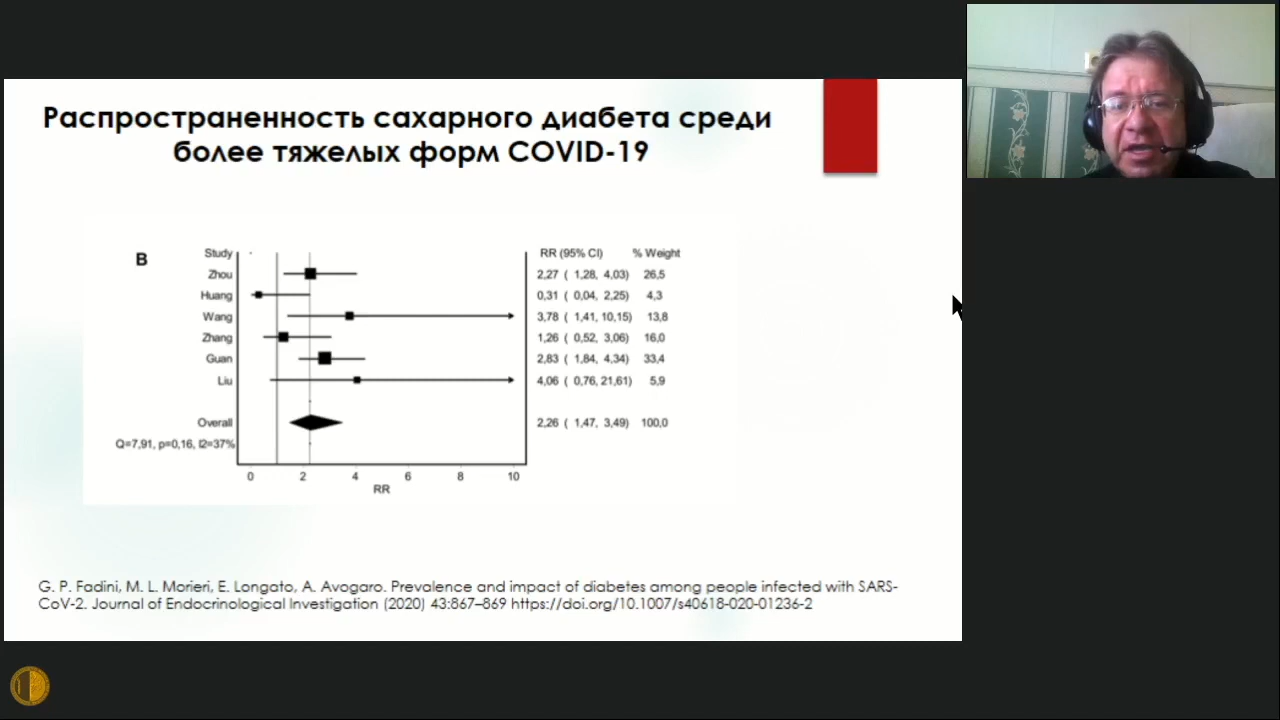 Распространенность сахарного диабета среди
более тяжелых форм COVID-19
B
Study RR (95% CI) % Weight
Zhou 2,27 ( 1,28, 4,03) 26,5
Huang 0,31 ( 0,04, 2,25) 4,3
Wang 3,78 ( 1,41, 10,15) 13,8
Zhang 1,26 ( 0,52, 3,06) 16,0
Guan 2,83 ( 1,84, 4,34) 33,4
Liu 4,06 ( 0,76, 21,61) 5,9
Overall 2,26 ( 1,47, 3,49) 100,0
Q=7,91, p=0,16, I2=37%
0 2 4 6 8 10
RR
G. P. Fadini, M. L. Morieri, E. Longato, A. Avogaro. Prevalence and impact of diabetes among people infected with SARS-
CoV-2. Journal of Endocrinological Investigation (2020) 43:867–869 https://doi.org/10.1007/s40618-020-01236-2